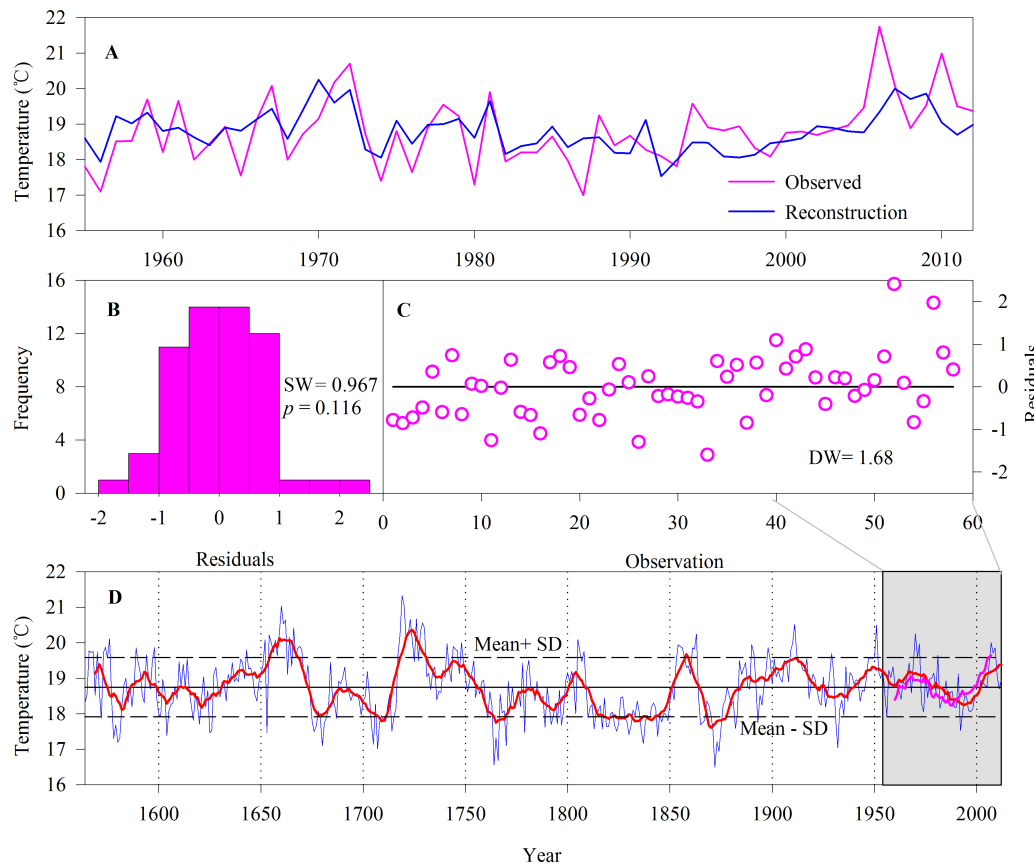 22
21
20
19
18
17
16
Temperature (℃)
A
Observed
Reconstruction
1960 1970 1980 1990 2000 2010
16
12
8
4
0
Frequency
B
SW= 0.967
p = 0.116
-2 -1 0 1 2
Residuals
C
DW= 1.68
2
1
0
-1
-2
Residuals
0 10 20 30 40 50 60
Observation
22
21
20
19
18
17
16
Temperature (℃)
D
Mean+ SD
Mean - SD
1600 1650 1700 1750 1800 1850 1900 1950 2000
Year